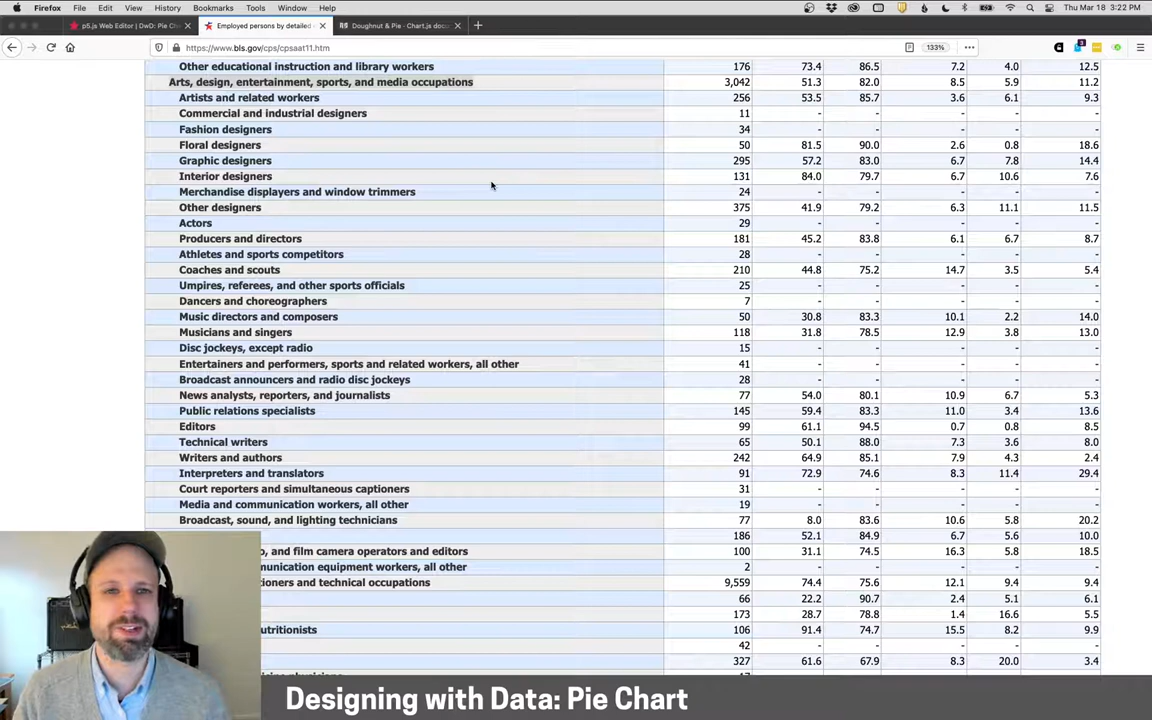 Firefox File Edit View History Bookmarks Tools Window Help Thu Mar 18 3:22 PM
p5.js Web Editor | DwD: Pie Ch Employed persons by detailed Doughnut & Pie · Chart.js docu
https://www.bls.gov/cps/cpsaat11.htm 133%
Other educational instruction and library workers 176 73.4 86.5 7.2 4.0 12.5
Arts, design, entertainment, sports, and media occupations 3,042 51.3 82.0 8.5 5.9 11.2
Artists and related workers 256 53.5 85.7 3.6 6.1 9.3
Commercial and industrial designers 11 - - - - -
Fashion designers 34 - - - - -
Floral designers 50 81.5 90.0 2.6 0.8 18.6
Graphic designers 295 57.2 83.0 6.7 7.8 14.4
Interior designers 131 84.0 79.7 6.7 10.6 7.6
Merchandise displayers and window trimmers 24 - - - - -
Other designers 375 41.9 79.2 6.3 11.1 11.5
Actors 29 - - - - -
Producers and directors 181 45.2 83.8 6.1 6.7 8.7
Athletes and sports competitors 28 - - - - -
Coaches and scouts 210 44.8 75.2 14.7 3.5 5.4
Umpires, referees, and other sports officials 25 - - - - -
Dancers and choreographers 7 - - - - -
Music directors and composers 50 30.8 83.3 10.1 2.2 14.0
Musicians and singers 118 31.8 78.5 12.9 3.8 13.0
Disc jockeys, except radio 15 - - - - -
Entertainers and performers, sports and related workers, all other 41 - - - - -
Broadcast announcers and radio disc jockeys 28 - - - - -
News analysts, reporters, and journalists 77 54.0 80.1 10.9 6.7 5.3
Public relations specialists 145 59.4 83.3 11.0 3.4 13.6
Editors 99 61.1 94.5 0.7 0.8 8.5
Technical writers 65 50.1 88.0 7.3 3.6 8.0
Writers and authors 242 64.9 85.1 7.9 4.3 2.4
Interpreters and translators 91 72.9 74.6 8.3 11.4 29.4
Court reporters and simultaneous captioners 31 - - - - -
Media and communication workers, all other 19 - - - - -
Broadcast, sound, and lighting technicians 77 8.0 83.6 10.6 5.8 20.2
186 52.1 84.9 6.7 5.6 10.0
o, and film camera operators and editors 100 31.1 74.5 16.3 5.8 18.5
munication equipment workers, all other 2 - - - - -
tioners and technical occupations 9,559 74.4 75.6 12.1 9.4 9.4
66 22.2 90.7 2.4 5.1 6.1
173 28.7 78.8 1.4 16.6 5.5
utritionists 106 91.4 74.7 15.5 8.2 9.9
42 - - - - -
327 61.6 67.9 8.3 20.0 3.4
Designing with Data: Pie Chart